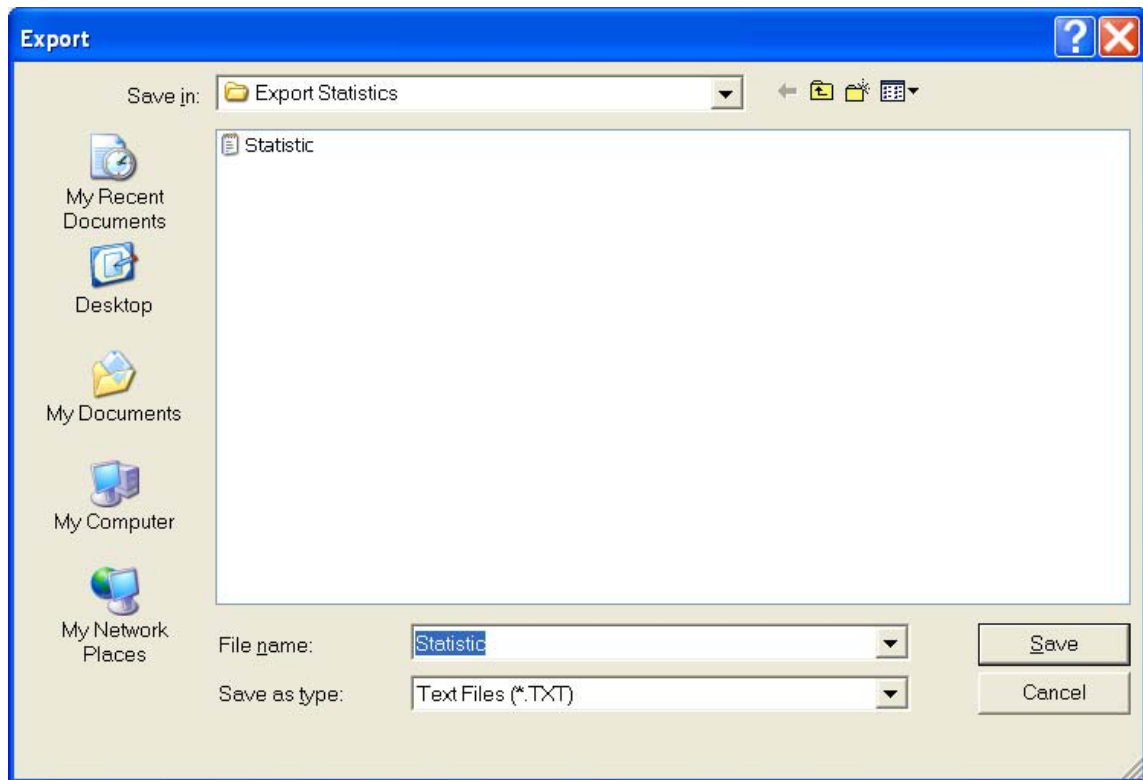 Export
Save in:
Export Statistics
Statistic
My Recent
Documents
Desktop
My Documents
My Computer
My Network
Places
File name:
Statistic
Save
Save as type:
Text Files (*.TXT)
Cancel